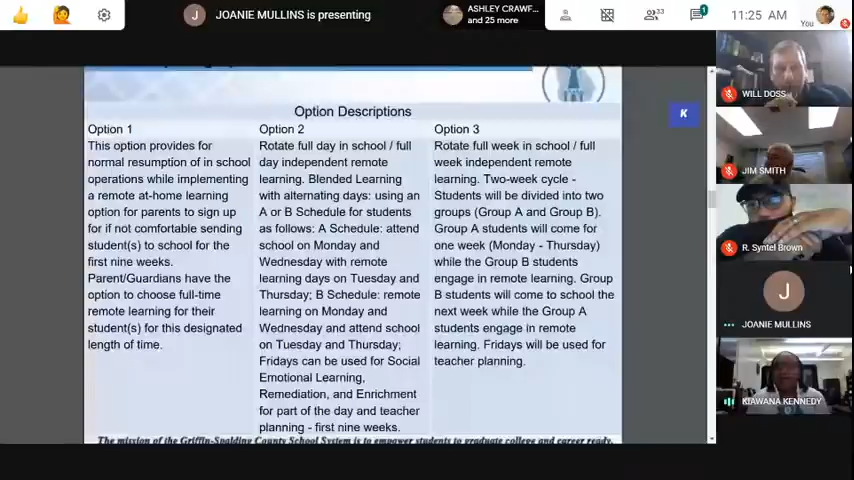 JOANIE MULLINS is presenting
ASHLEY CRAWF...
and 25 more
33
1
11:25 AM
You
Option Descriptions
Option 1
This option provides for
normal resumption of in school
operations while implementing
a remote at-home learning
option for parents to sign up
for if not comfortable sending
student(s) to school for the
first nine weeks.
Parent/Guardians have the
option to choose full-time
remote learning for their
student(s) for this designated
length of time.
Option 2
Rotate full day in school / full
day independent remote
learning. Blended Learning
with alternating days: using an
A or B Schedule for students
as follows: A Schedule: attend
school on Monday and
Wednesday with remote
learning days on Tuesday and
Thursday; B Schedule: remote
learning on Monday and
Wednesday and attend school
on Tuesday and Thursday;
Fridays can be used for Social
Emotional Learning,
Remediation, and Enrichment
for part of the day and teacher
planning - first nine weeks.
Option 3
Rotate full week in school / full
week independent remote
learning. Two-week cycle -
Students will be divided into two
groups (Group A and Group B).
Group A students will come for
one week (Monday - Thursday)
while the Group B students
engage in remote learning. Group
B students will come to school the
next week while the Group A
students engage in remote
learning. Fridays will be used for
teacher planning.
The mission of the Griffin-Spalding County School System is to empower students to graduate college and career ready.
K
WILL DOSS
JIM SMITH
R. Syntel Brown
J
JOANIE MULLINS
KIAWANA KENNEDY